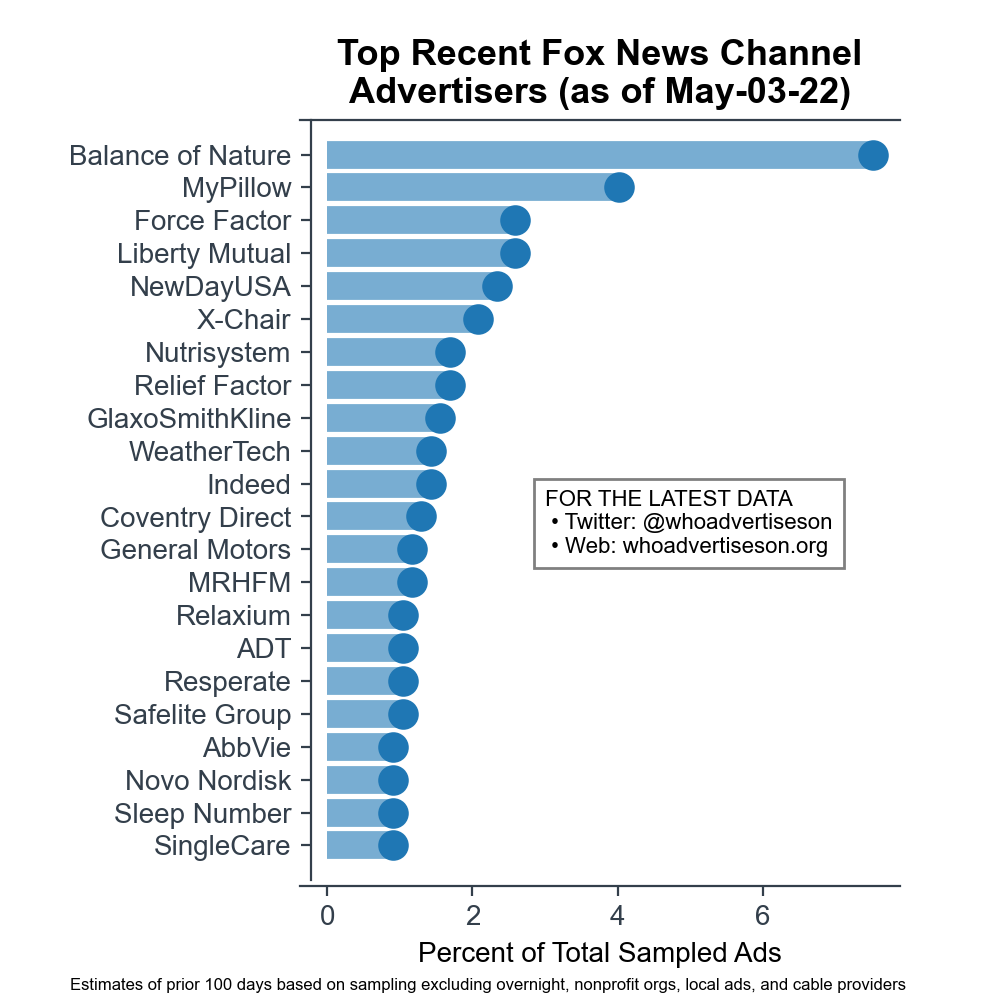 Top Recent Fox News Channel
Advertisers (as of May-03-22)
Balance of Nature
MyPillow
Force Factor
Liberty Mutual
NewDayUSA
X-Chair
Nutrisystem
Relief Factor
GlaxoSmithKline
WeatherTech
Indeed
Coventry Direct
General Motors
MRHFM
Relaxium
ADT
Resperate
Safelite Group
AbbVie
Novo Nordisk
Sleep Number
SingleCare
FOR THE LATEST DATA
• Twitter: @whoadvertiseson
• Web: whoadvertiseson.org
0 2 4 6
Percent of Total Sampled Ads
Estimates of prior 100 days based on sampling excluding overnight, nonprofit orgs, local ads, and cable providers